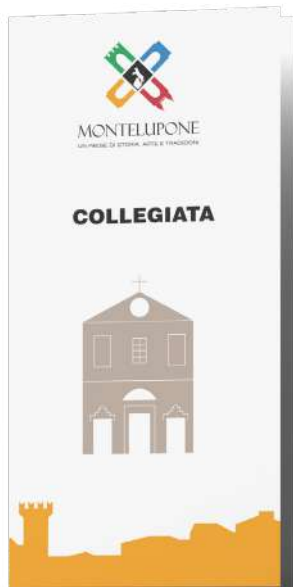 MONTELUPONE
UN PAESE DI STORIA, ARTE E TRADIZIONI
COLLEGIATA